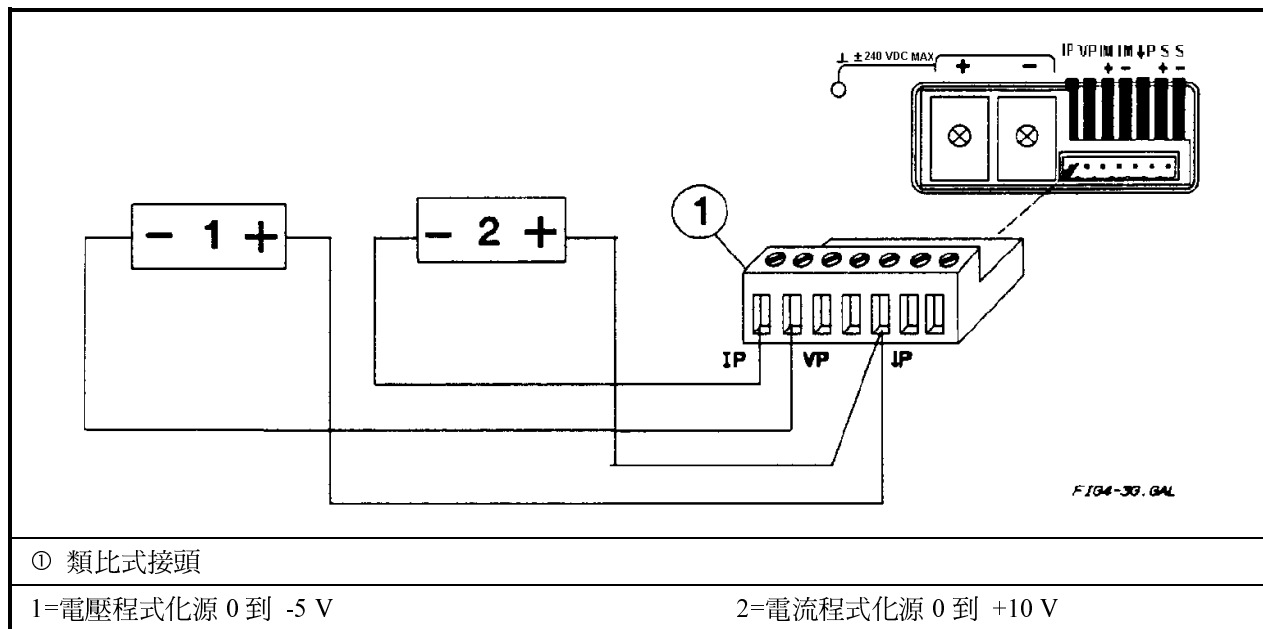 IP VP IM IM ↓P S S
⊥ ±240 VDC MAX + − + − + −
− 1 +
− 2 +
1
IP VP ↓P
FIG4-3G.GAL
① 類比式接頭
1=電壓程式化源 0 到 -5 V
2=電流程式化源 0 到 +10 V